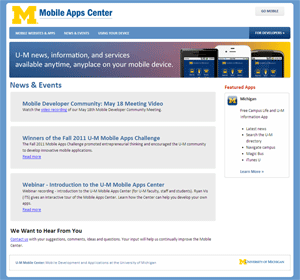 M Mobile Apps Center
GO MOBILE
MOBILE WEBSITES & APPS
NEWS & EVENTS
SHARE YOUR DEVICE
FOR DEVELOPERS
U-M news, information, and services
available anytime, anyplace on your mobile device.
News & Events
Mobile Developer Community: May 18 Meeting Video
Watch the video recording of our May 18th Mobile Developer Community Meeting.
Winners of the Fall 2011 U-M Mobile Apps Challenge
The Fall 2011 Mobile Apps Challenge promoted entrepreneurial thinking and encouraged the U-M community
to develop innovative mobile applications.
Read more
Webinar - Introduction to the U-M Mobile Apps Center
Webinar recording - Introduction to the U-M Mobile Apps Center (for U-M faculty, staff and students). Ryan Vis
(ITS) gives an interactive tour of the Mobile Apps Center. Learn how the Center can help you develop your own
apps.
Read more
We Want to Hear From You
Contact us with your suggestions, comments, ideas and questions. Your input will help us continually improve the Mobile
Center.
Featured Apps
Michigan
Free Campus Life and U-M
Information App
Latest news
Search the U-M
directory
Navigate campus
Magic Bus
iTunes U
Learn More >
U-M Mobile Center | Mobile Development and Applications at the University of Michigan
M UNIVERSITY OF MICHIGAN